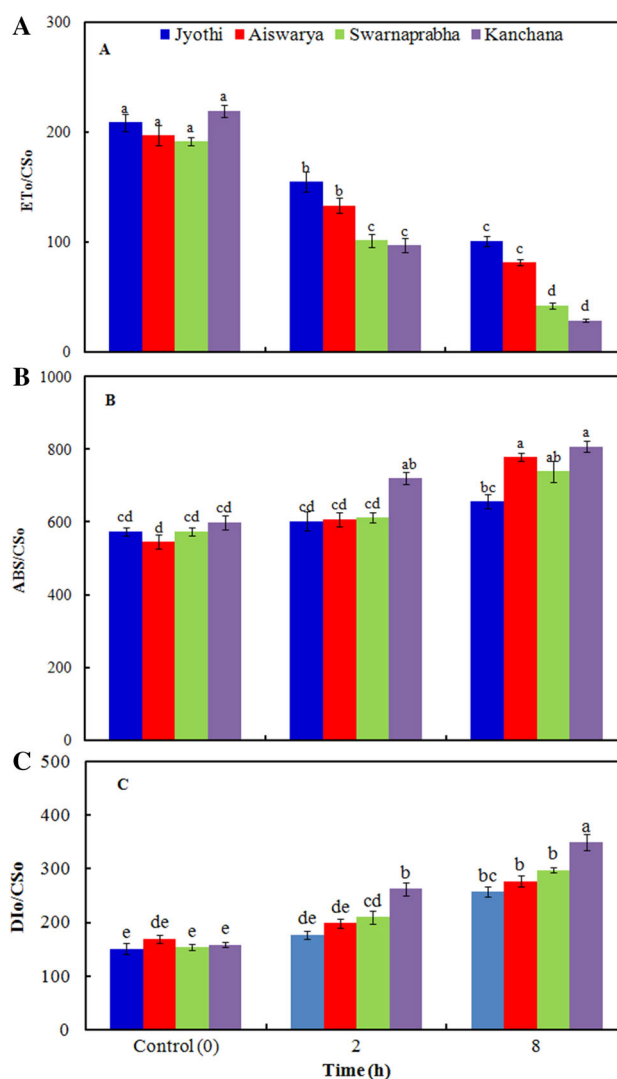 A
300
Jyothi Aiswarya Swarnaprabha Kanchana
A
a a a a
200
b b c c
c c d d
100
0
ETo/CSo
B
1000
B
800
600
400
200
0
cd d cd cd
cd cd cd ab
bc a ab a
ABS/CSo
C
500
C
400
300
200
100
0
e de e e
de de cd b
bc b b a
DIo/CSo
Control (0) 2 8
Time (h)